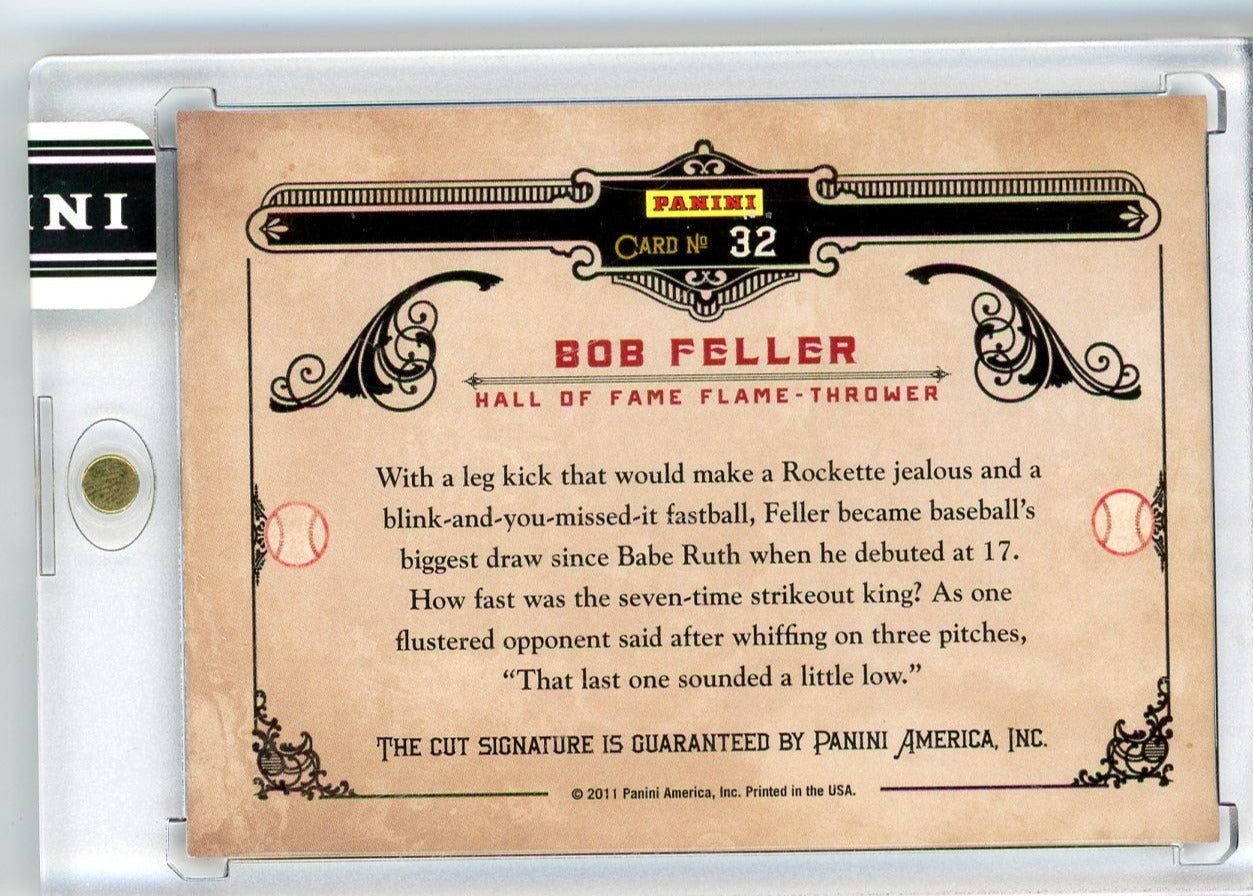 INI
PANINI
CARD Nº 32
BOB FELLER
HALL OF FAME FLAME-THROWER
With a leg kick that would make a Rockette jealous and a
blink-and-you-missed-it fastball, Feller became baseball's
biggest draw since Babe Ruth when he debuted at 17.
How fast was the seven-time strikeout king? As one
flustered opponent said after whiffing on three pitches,
“That last one sounded a little low.”
THE CUT SIGNATURE IS GUARANTEED BY PANINI AMERICA, INC.
© 2011 Panini America, Inc. Printed in the USA.